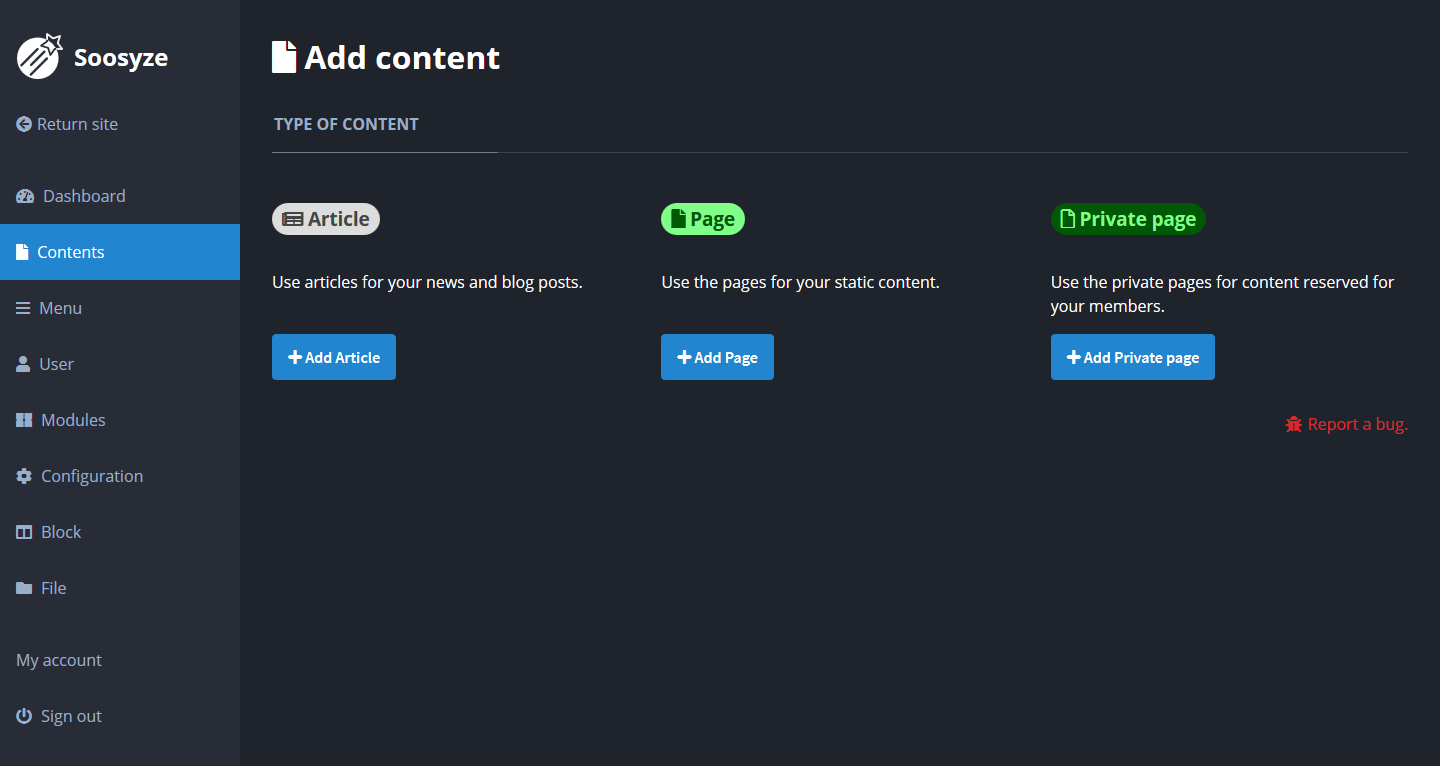 Soosyze
Return site
Dashboard
Contents
Menu
User
Modules
Configuration
Block
File
My account
Sign out
Add content
TYPE OF CONTENT
Article
Use articles for your news and blog posts.
Add Article
Page
Use the pages for your static content.
Add Page
Private page
Use the private pages for content reserved for
your members.
Add Private page
Report a bug.